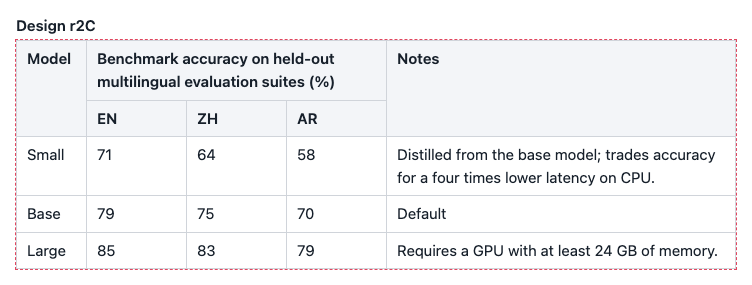 Design r2C
Model
Benchmark accuracy on held-out
multilingual evaluation suites (%)
Notes
EN
ZH
AR
Small
71
64
58
Distilled from the base model; trades accuracy
for a four times lower latency on CPU.
Base
79
75
70
Default
Large
85
83
79
Requires a GPU with at least 24 GB of memory.